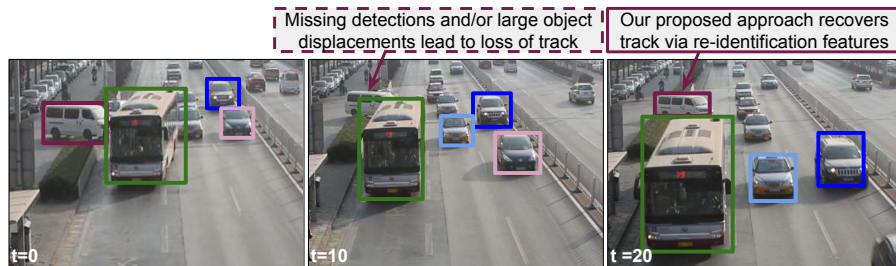 Missing detections and/or large object
displacements lead to loss of track
Our proposed approach recovers
track via re-identification features
t=0
t=10
t =20